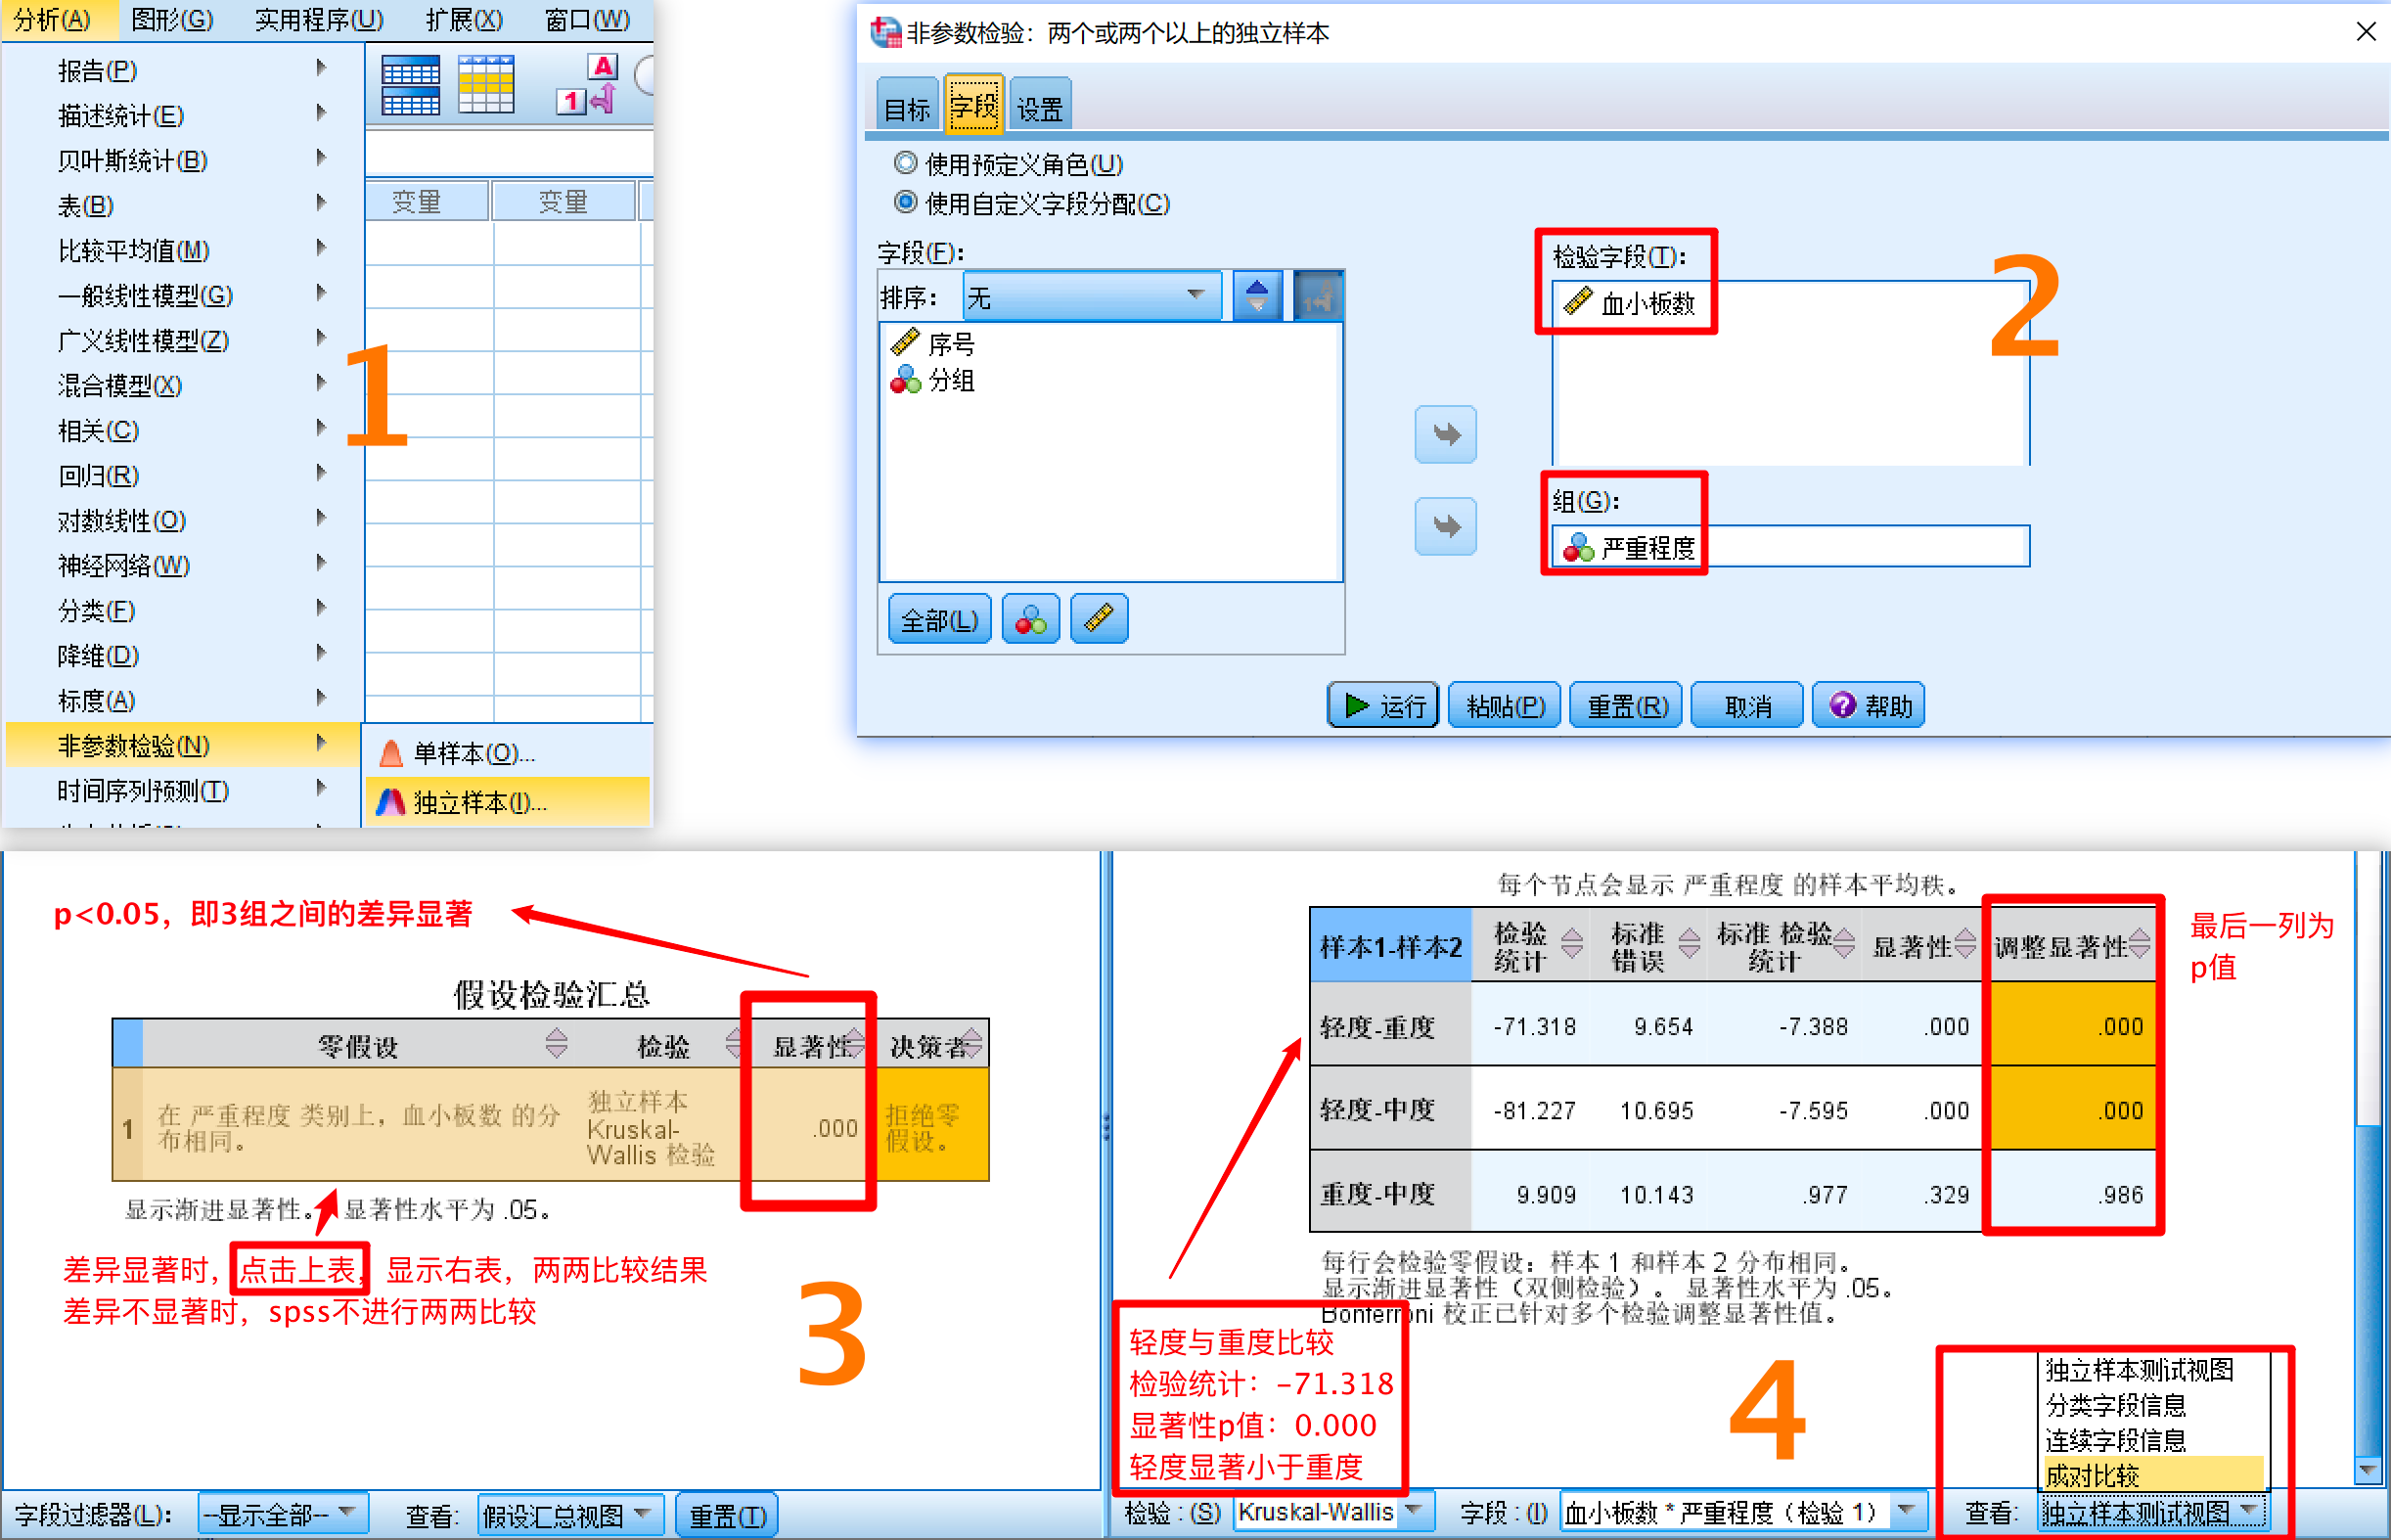 分析(A) 图形(G) 实用程序(U) 扩展(X) 窗口(W)
报告(P)
描述统计(E)
贝叶斯统计(B)
表(B)
比较平均值(M)
一般线性模型(G)
广义线性模型(Z)
混合模型(X)
相关(C)
回归(R)
对数线性(O)
神经网络(W)
分类(F)
降维(D)
标度(A)
非参数检验(N)
时间序列预测(T)
A
1
变量 变量
1
单样本(O)...
独立样本(I)...
非参数检验：两个或两个以上的独立样本
目标 字段 设置
使用预定义角色(U)
使用自定义字段分配(C)
字段(F)：
排序： 无
序号
分组
全部(L)
检验字段(T)：
血小板数
2
组(G)：
严重程度
运行 粘贴(P) 重置(R) 取消 帮助
p<0.05，即3组之间的差异显著
假设检验汇总
零假设 检验 显著性 决策者
1 在 严重程度 类别上，血小板数 的分布相同。 独立样本 Kruskal-Wallis 检验 .000 拒绝零假设。
显示渐进显著性。 显著性水平为 .05。
差异显著时，点击上表，显示右表，两两比较结果
差异不显著时，spss不进行两两比较
3
字段过滤器(L)： --显示全部-- 查看: 假设汇总视图 重置(T)
每个节点会显示 严重程度 的样本平均秩。
样本1-样本2 检验统计 标准错误 标准 检验统计 显著性 调整显著性
轻度-重度 -71.318 9.654 -7.388 .000 .000
轻度-中度 -81.227 10.695 -7.595 .000 .000
重度-中度 9.909 10.143 .977 .329 .986
最后一列为
p值
每行会检验零假设：样本 1 和样本 2 分布相同。
显示渐进显著性（双侧检验）。 显著性水平为 .05。
Bonferroni 校正已针对多个检验调整显著性值。
轻度与重度比较
检验统计：-71.318
显著性p值：0.000
轻度显著小于重度
4
独立样本测试视图
分类字段信息
连续字段信息
成对比较
检验 : (S) Kruskal-Wallis 字段 : (I) 血小板数 * 严重程度（检验 1） 查看: 独立样本测试视图